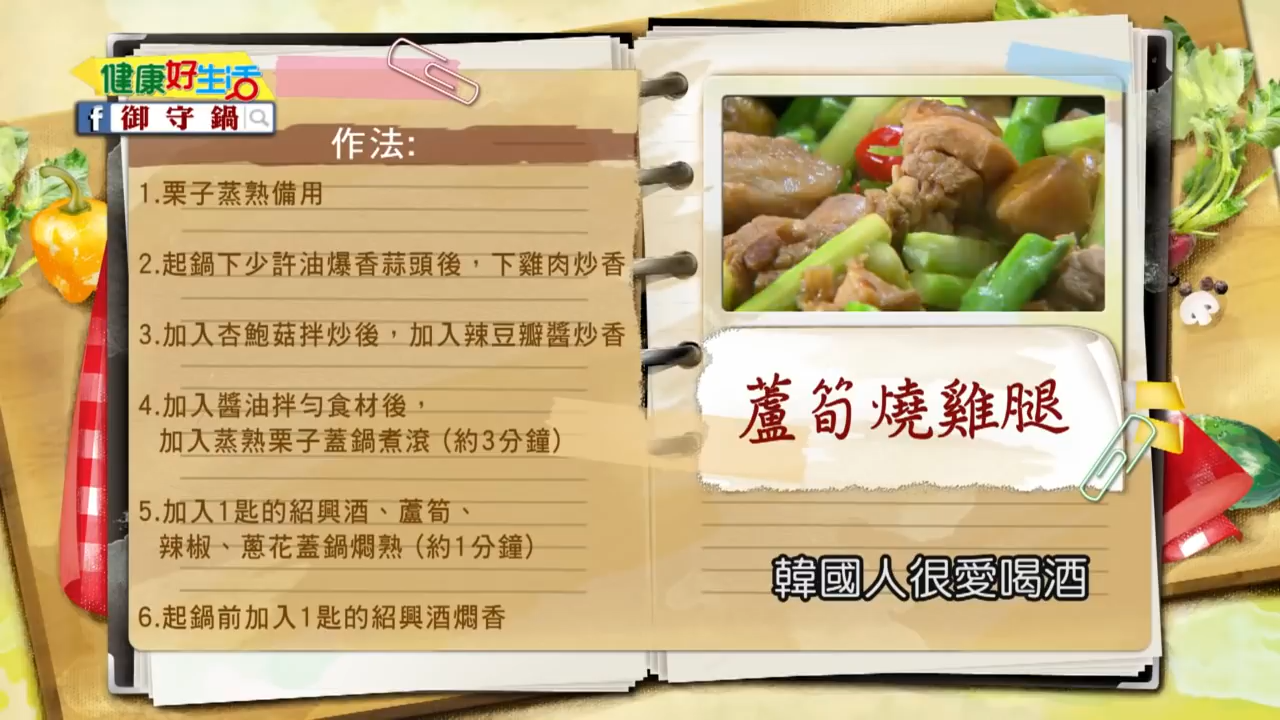 健康好生活
f 御守鍋
作法:
1.栗子蒸熟備用
2.起鍋下少許油爆香蒜頭後，下雞肉炒香
3.加入杏鮑菇拌炒後，加入辣豆瓣醬炒香
4.加入醬油拌勻食材後，
加入蒸熟栗子蓋鍋煮滾（約3分鐘）
5.加入1匙的紹興酒、蘆筍、
辣椒、蔥花蓋鍋燜熟（約1分鐘）
6.起鍋前加入1匙的紹興酒燜香
蘆筍燒雞腿
韓國人很愛喝酒